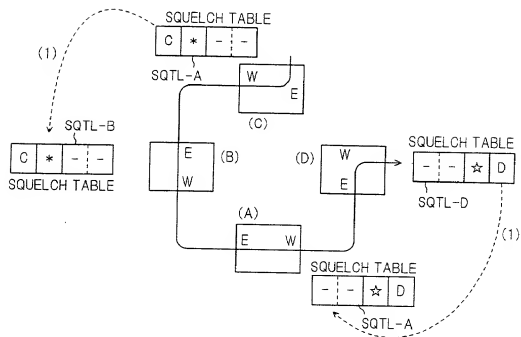 SQUELCH TABLE
C * - -
(1)
SQTL-A
W
E
(C)
SQTL-B
C * - -
SQUELCH TABLE
E
(B)
W
(D)
W
E
SQUELCH TABLE
- - ☆ D
SQTL-D
(A)
E W
(1)
SQUELCH TABLE
- - ☆ D
SQTL-A